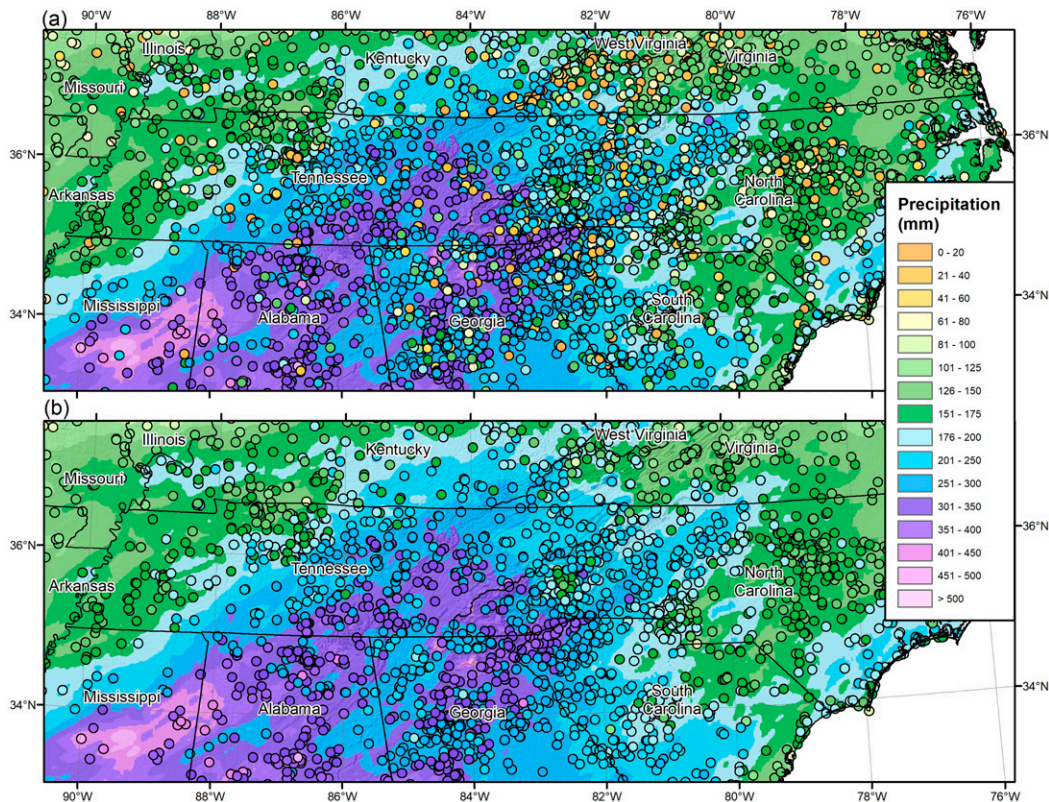 90°W 88°W 86°W 84°W 82°W 80°W 78°W 76°W
(a)
Illinois
Kentucky
West Virginia
Virginia
Missouri
36°N
36°N
Tennessee
North
Carolina
Arkansas
Precipitation
(mm)
0 - 20
21 - 40
41 - 60
61 - 80
81 - 100
101 - 125
126 - 150
151 - 175
176 - 200
201 - 250
251 - 300
301 - 350
351 - 400
401 - 450
451 - 500
> 500
34°N
34°N
Mississippi
Alabama
Georgia
South
Carolina
(b)
Illinois
Kentucky
West Virginia
Virginia
Missouri
36°N
36°N
Tennessee
North
Carolina
Arkansas
34°N
34°N
Mississippi
Alabama
Georgia
South
Carolina
90°W 88°W 86°W 84°W 82°W 80°W 78°W 76°W